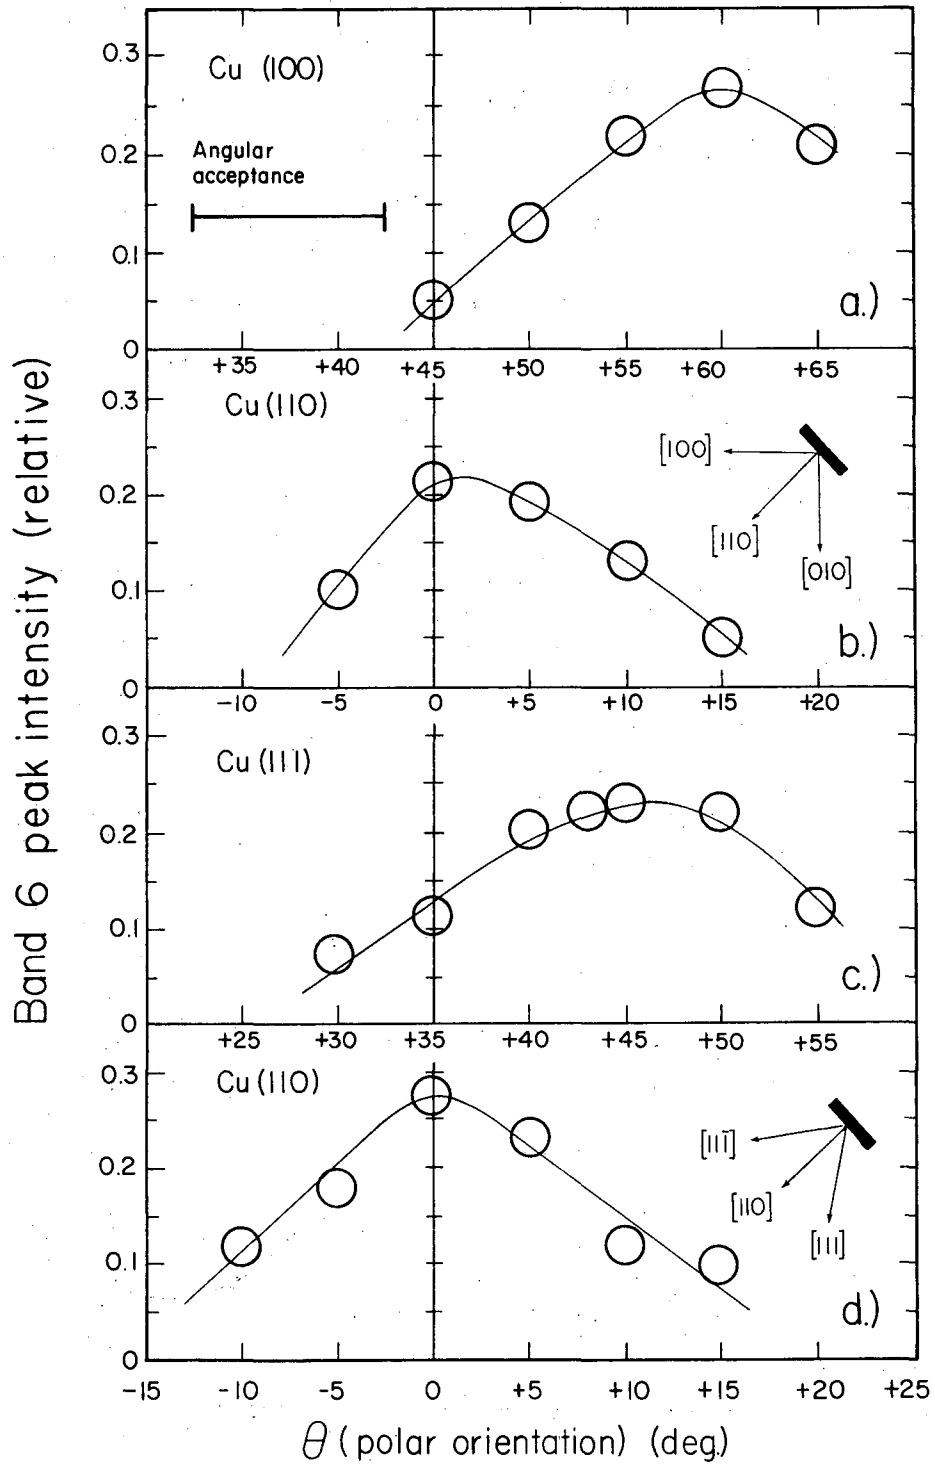 Band 6 peak intensity (relative)
0.3
0.2
0.1
0
Cu (100)
Angular
acceptance
a.)
+35 +40 +45 +50 +55 +60 +65
0.3
0.2
0.1
0
Cu (110)
[100]
[110]
[010]
b.)
-10 -5 0 +5 +10 +15 +20
0.3
0.2
0.1
0
Cu (111)
c.)
+25 +30 +35 +40 +45 +50 +55
0.3
0.2
0.1
0
Cu (110)
[111̄]
[110]
[111]
d.)
-15 -10 -5 0 +5 +10 +15 +20 +25
θ (polar orientation) (deg.)